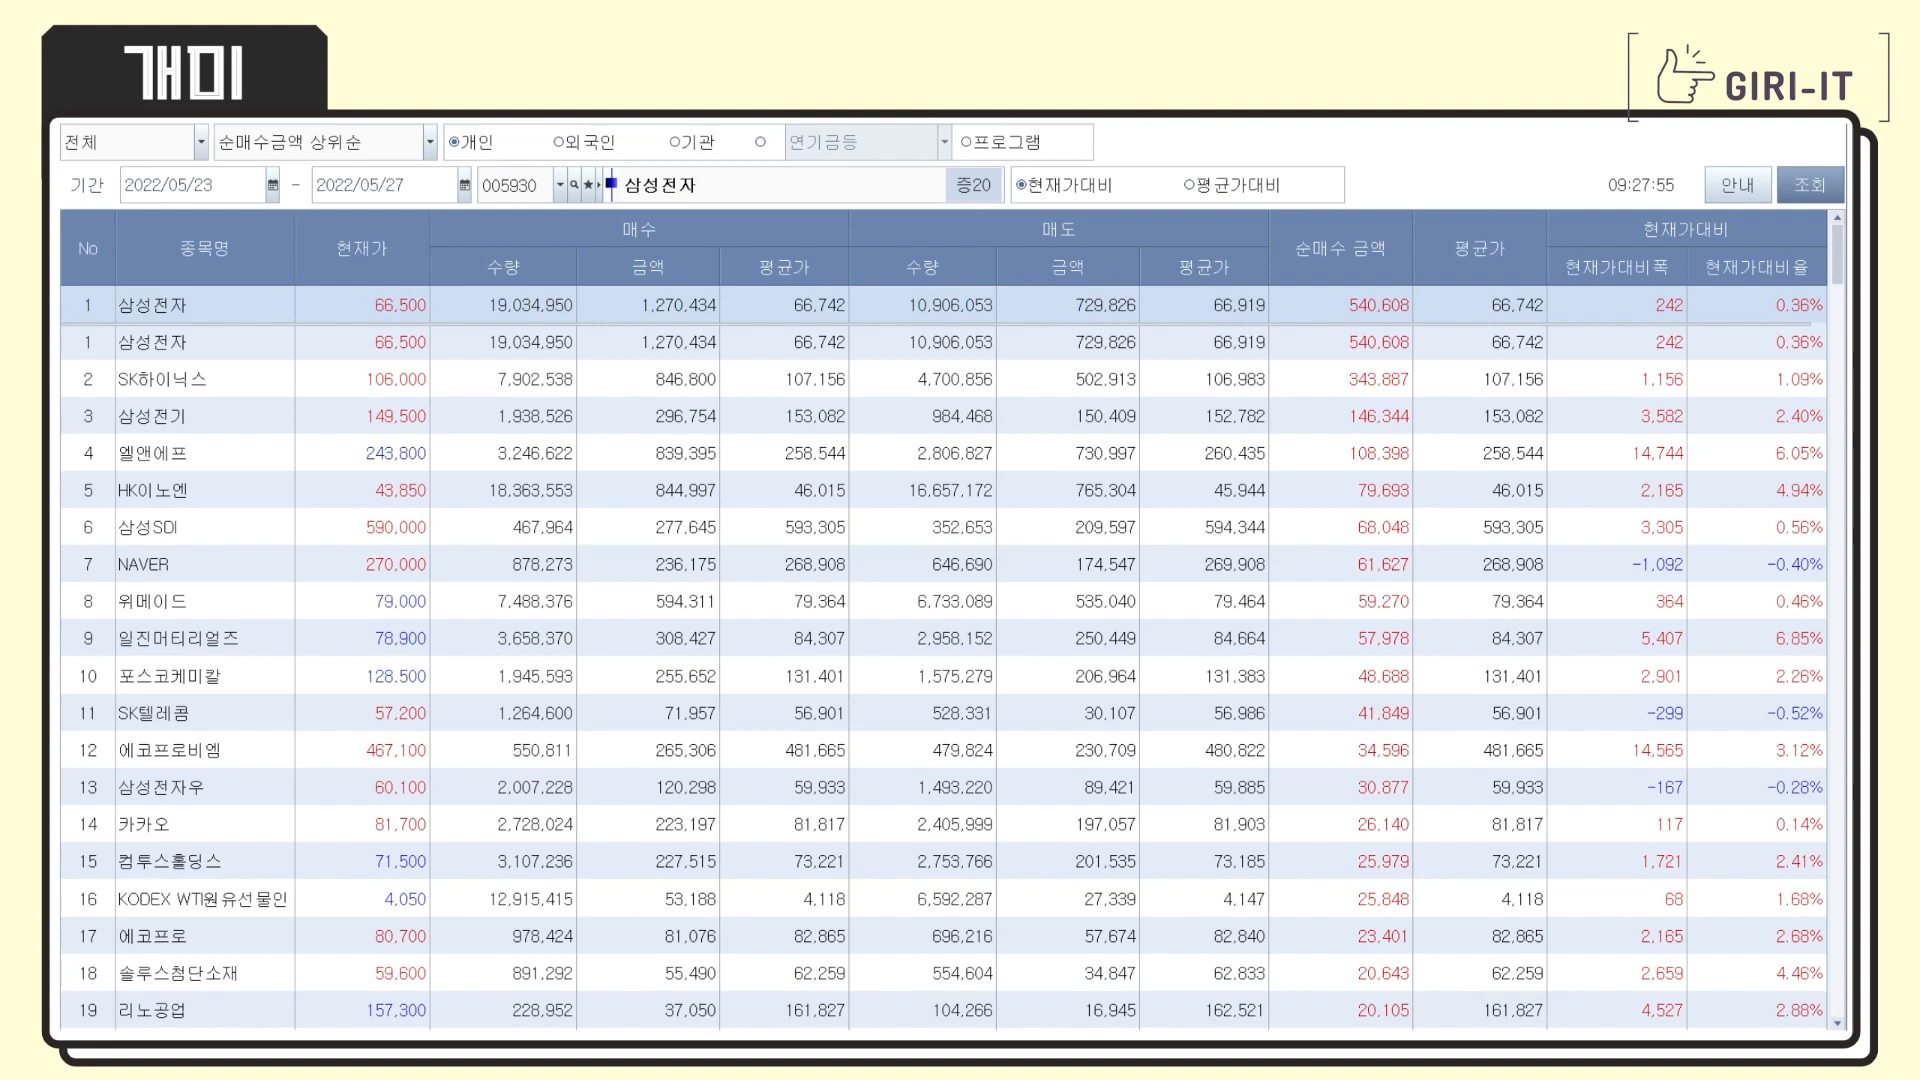 개미
GIRI-IT
전체 순매수금액 상위순 개인 외국인 기관 연기금등 프로그램
기간 2022/05/23 - 2022/05/27 005930 삼성전자 증20 현재가대비 평균가대비 09:27:55 안내 조회
No 종목명 현재가 매수 매도 순매수 금액 평균가 현재가대비
수량 금액 평균가 수량 금액 평균가 현재가대비폭 현재가대비율
1 삼성전자 66,500 19,034,950 1,270,434 66,742 10,906,053 729,826 66,919 540,608 66,742 242 0.36%
1 삼성전자 66,500 19,034,950 1,270,434 66,742 10,906,053 729,826 66,919 540,608 66,742 242 0.36%
2 SK하이닉스 106,000 7,902,538 846,800 107,156 4,700,856 502,913 106,983 343,887 107,156 1,156 1.09%
3 삼성전기 149,500 1,938,526 296,754 153,082 984,468 150,409 152,782 146,344 153,082 3,582 2.40%
4 엘앤에프 243,800 3,246,622 839,395 258,544 2,806,827 730,997 260,435 108,398 258,544 14,744 6.05%
5 HK이노엔 43,850 18,363,553 844,997 46,015 16,657,172 765,304 45,944 79,693 46,015 2,165 4.94%
6 삼성SDI 590,000 467,964 277,645 593,305 352,653 209,597 594,344 68,048 593,305 3,305 0.56%
7 NAVER 270,000 878,273 236,175 268,908 646,690 174,547 269,908 61,627 268,908 -1,092 -0.40%
8 위메이드 79,000 7,488,376 594,311 79,364 6,733,089 535,040 79,464 59,270 79,364 364 0.46%
9 일진머티리얼즈 78,900 3,658,370 308,427 84,307 2,958,152 250,449 84,664 57,978 84,307 5,407 6.85%
10 포스코케미칼 128,500 1,945,593 255,652 131,401 1,575,279 206,964 131,383 48,688 131,401 2,901 2.26%
11 SK텔레콤 57,200 1,264,600 71,957 56,901 528,331 30,107 56,986 41,849 56,901 -299 -0.52%
12 에코프로비엠 467,100 550,811 265,306 481,665 479,824 230,709 480,822 34,596 481,665 14,565 3.12%
13 삼성전자우 60,100 2,007,228 120,298 59,933 1,493,220 89,421 59,885 30,877 59,933 -167 -0.28%
14 카카오 81,700 2,728,024 223,197 81,817 2,405,999 197,057 81,903 26,140 81,817 117 0.14%
15 컴투스홀딩스 71,500 3,107,236 227,515 73,221 2,753,766 201,535 73,185 25,979 73,221 1,721 2.41%
16 KODEX WTI원유선물인 4,050 12,915,415 53,188 4,118 6,592,287 27,339 4,147 25,848 4,118 68 1.68%
17 에코프로 80,700 978,424 81,076 82,865 696,216 57,674 82,840 23,401 82,865 2,165 2.68%
18 솔루스첨단소재 59,600 891,292 55,490 62,259 554,604 34,847 62,833 20,643 62,259 2,659 4.46%
19 리노공업 157,300 228,952 37,050 161,827 104,266 16,945 162,521 20,105 161,827 4,527 2.88%